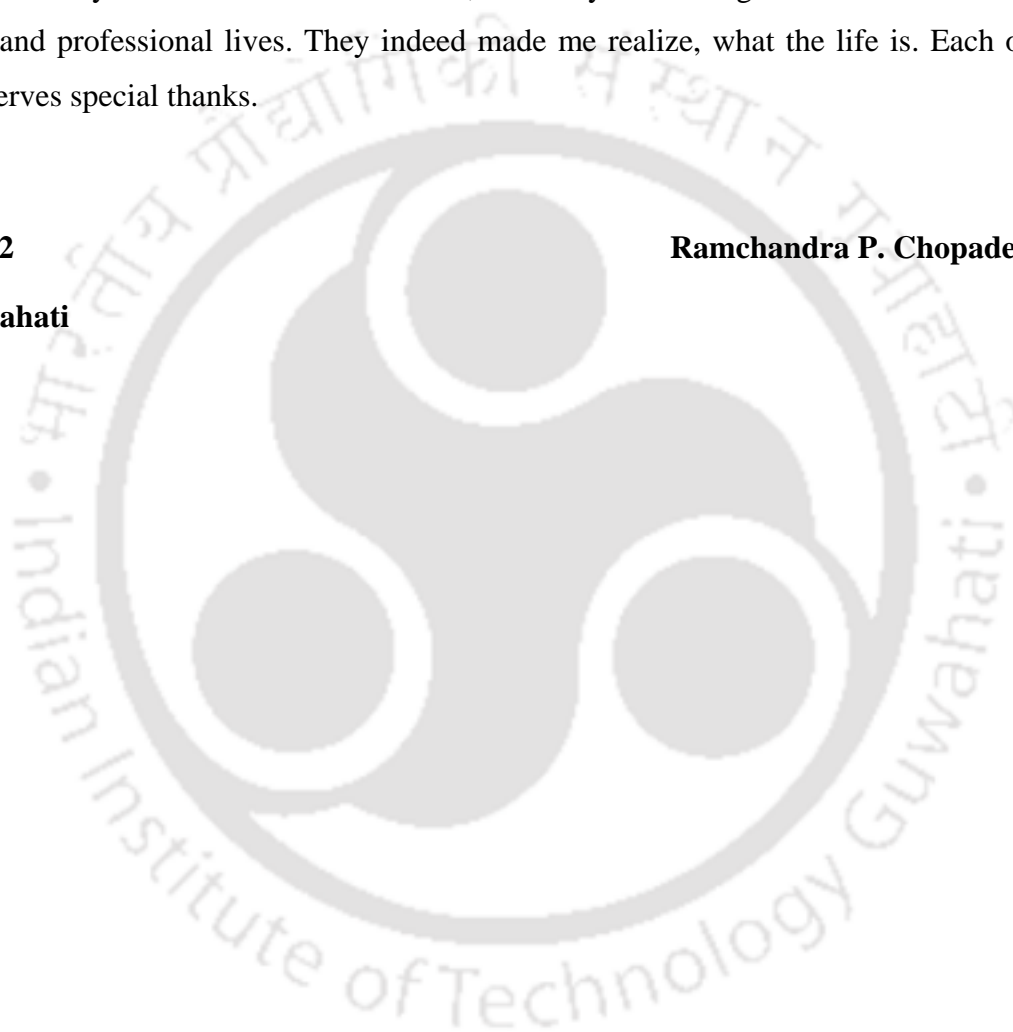 and professional lives. They indeed made me realize, what the life is. Each
special thanks.
2 Ramchandra P. Chopade
ahati
भारतीय प्रौद्योगिकी संस्थान गुवाहाटी
• Indian Institute of Technology Guwahati •